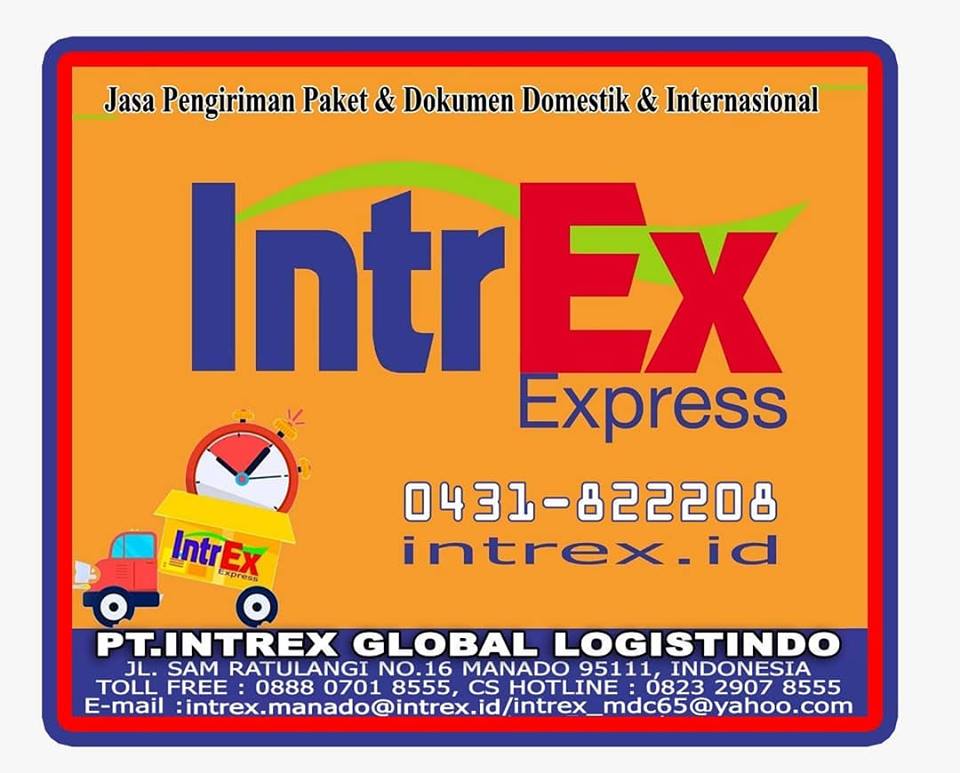 Jasa Pengiriman Paket & Dokumen Domestik & Internasional
IntrEx
Express
0431-822208
intrex.id
IntrEx
Express
PT.INTREX GLOBAL LOGISTINDO
JL. SAM RATULANGI NO.16 MANADO 95111, INDONESIA
TOLL FREE : 0888 0701 8555, CS HOTLINE : 0823 2907 8555
E-mail :intrex.manado@intrex.id/intrex_mdc65@yahoo.com